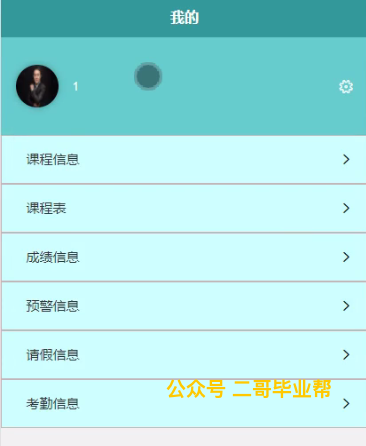 我的
1
课程信息
课程表
成绩信息
预警信息
请假信息
公众号 二哥毕业帮
考勤信息